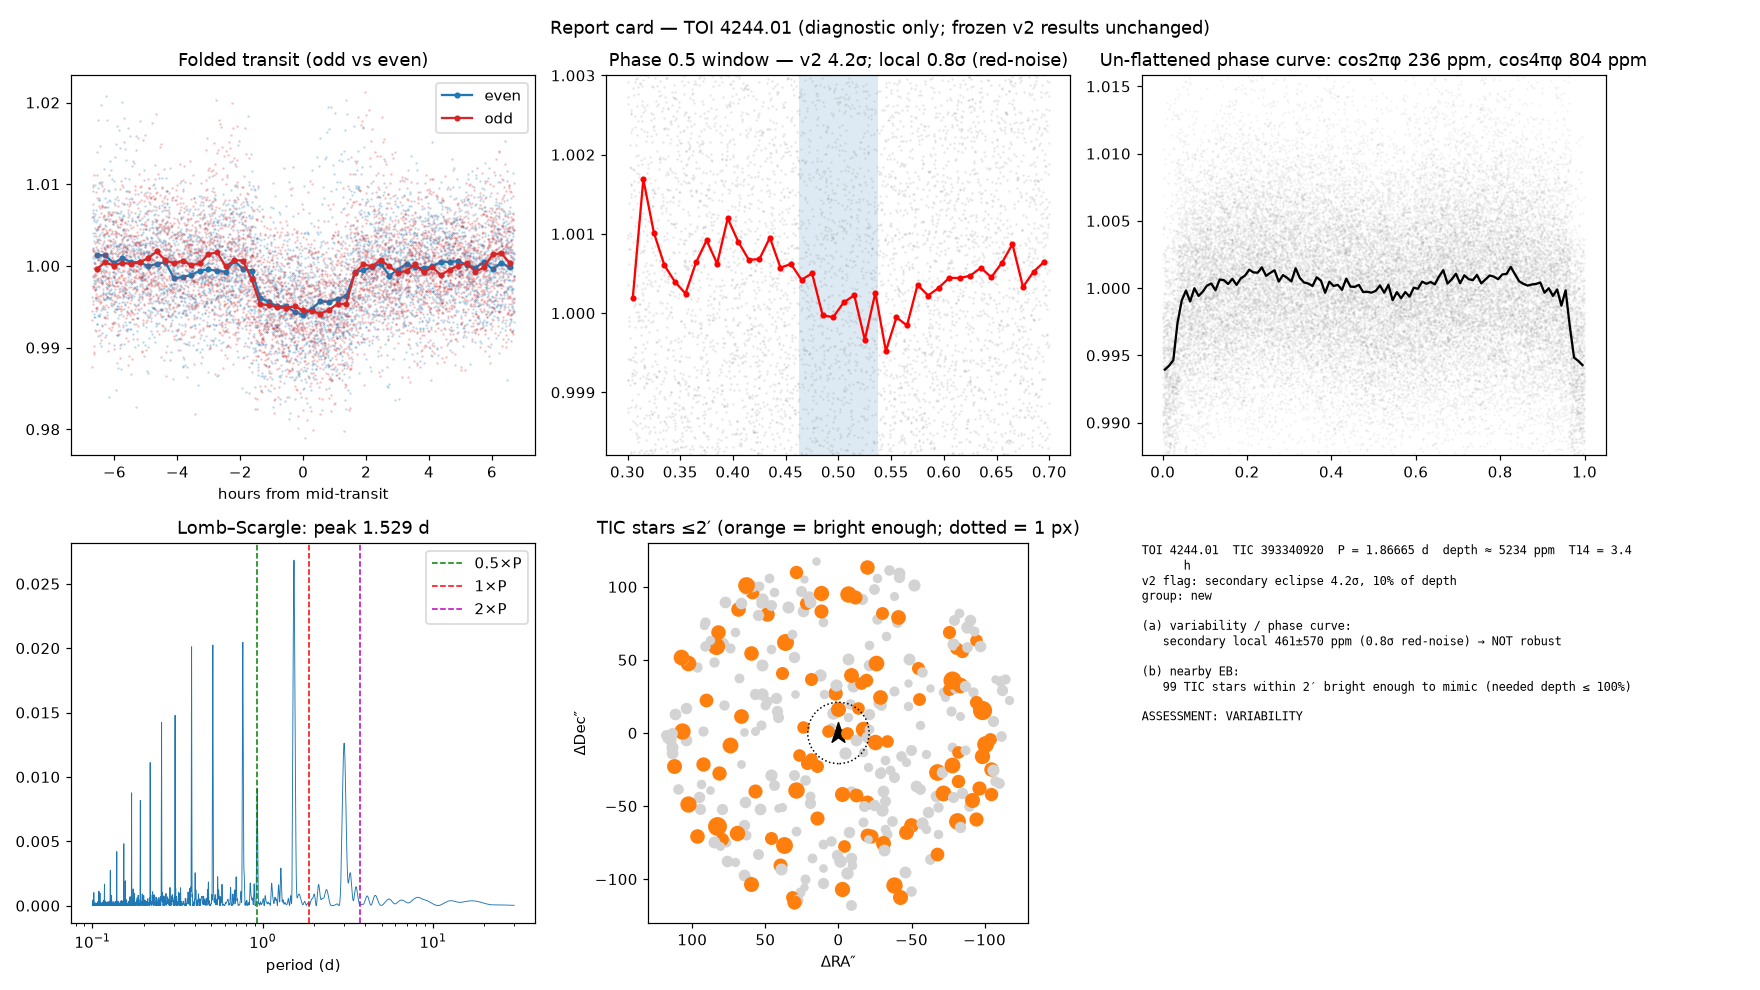 Report card — TOI 4244.01 (diagnostic only; frozen v2 results unchanged)
Folded transit (odd vs even)
even
odd
1.02
1.01
1.00
0.99
0.98
−6
−4
−2
0
2
4
6
hours from mid-transit
Phase 0.5 window — v2 4.2σ; local 0.8σ (red-noise)
1.003
1.002
1.001
1.000
0.999
0.30
0.35
0.40
0.45
0.50
0.55
0.60
0.65
0.70
Un-flattened phase curve: cos2πφ 236 ppm, cos4πφ 804 ppm
1.015
1.010
1.005
1.000
0.995
0.990
0.0
0.2
0.4
0.6
0.8
1.0
Lomb–Scargle: peak 1.529 d
0.5×P
1×P
2×P
0.025
0.020
0.015
0.010
0.005
0.000
10⁻¹
10⁰
10¹
period (d)
TIC stars ≤2′ (orange = bright enough; dotted = 1 px)
ΔDec″
100
50
0
−50
−100
100
50
0
−50
−100
ΔRA″
TOI 4244.01 TIC 393340920 P = 1.86665 d depth ≈ 5234 ppm T14 = 3.4
h
v2 flag: secondary eclipse 4.2σ, 10% of depth
group: new
(a) variability / phase curve:
secondary local 461±570 ppm (0.8σ red-noise) → NOT robust
(b) nearby EB:
99 TIC stars within 2′ bright enough to mimic (needed depth ≤ 100%)
ASSESSMENT: VARIABILITY